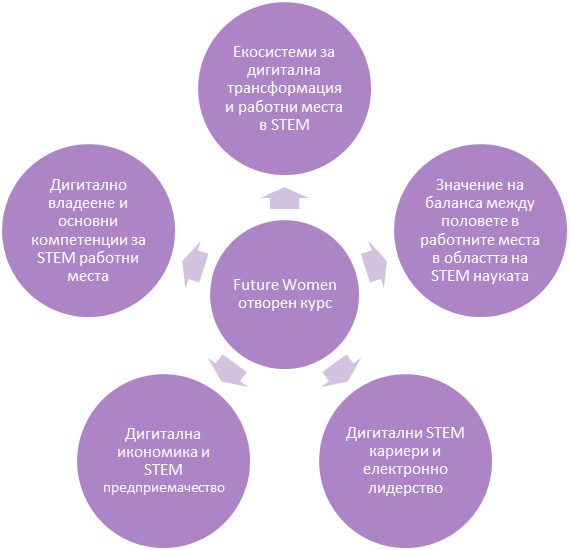 Екосистеми за
дигитална
трансформация
и работни места
в STEM
Дигитално
владеене и
основни
компетенции за
STEM работни
места
Значение на
баланса между
половете в
работните места
в областта на
STEM науката
Future Women
отворен курс
Дигитална
икономика и
STEM
предприемачество
Дигитални STEM
кариери и
електронно
лидерство